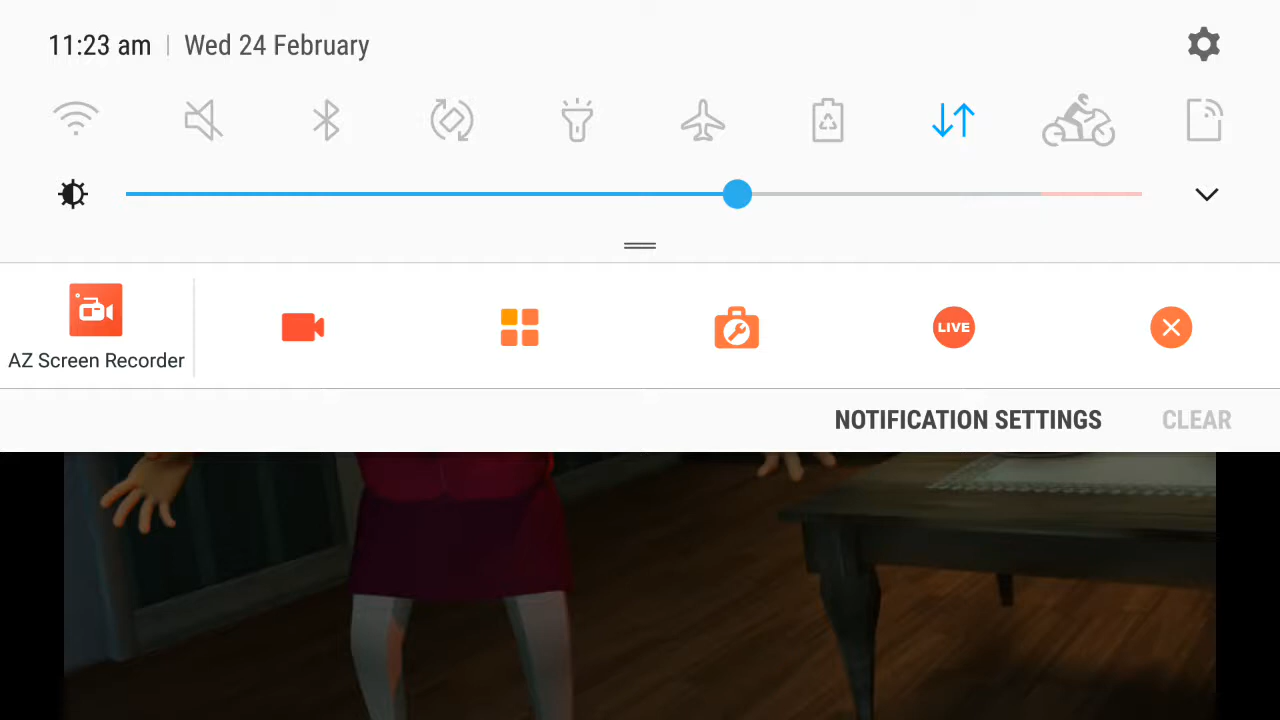 11:23 am | Wed 24 February
AZ Screen Recorder
LIVE
NOTIFICATION SETTINGS CLEAR